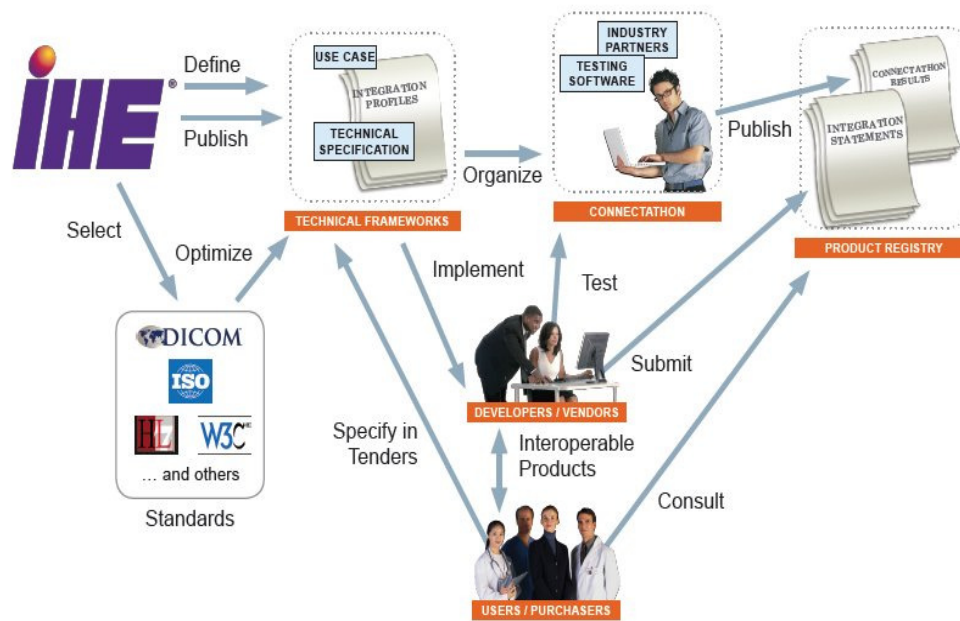 IHE®
Define
Publish
USE CASE
INTEGRATION
PROFILES
TECHNICAL
SPECIFICATION
TECHNICAL FRAMEWORKS
Organize
INDUSTRY
PARTNERS
TESTING
SOFTWARE
CONNECTATHON
Publish
CONNECTATHON
RESULTS
INTEGRATION
STATEMENTS
PRODUCT REGISTRY
Select
Optimize
Implement
Test
Submit
DICOM
ISO
HL7
W3C
... and others
Standards
DEVELOPERS / VENDORS
Specify in
Tenders
Interoperable
Products
Consult
USERS / PURCHASERS